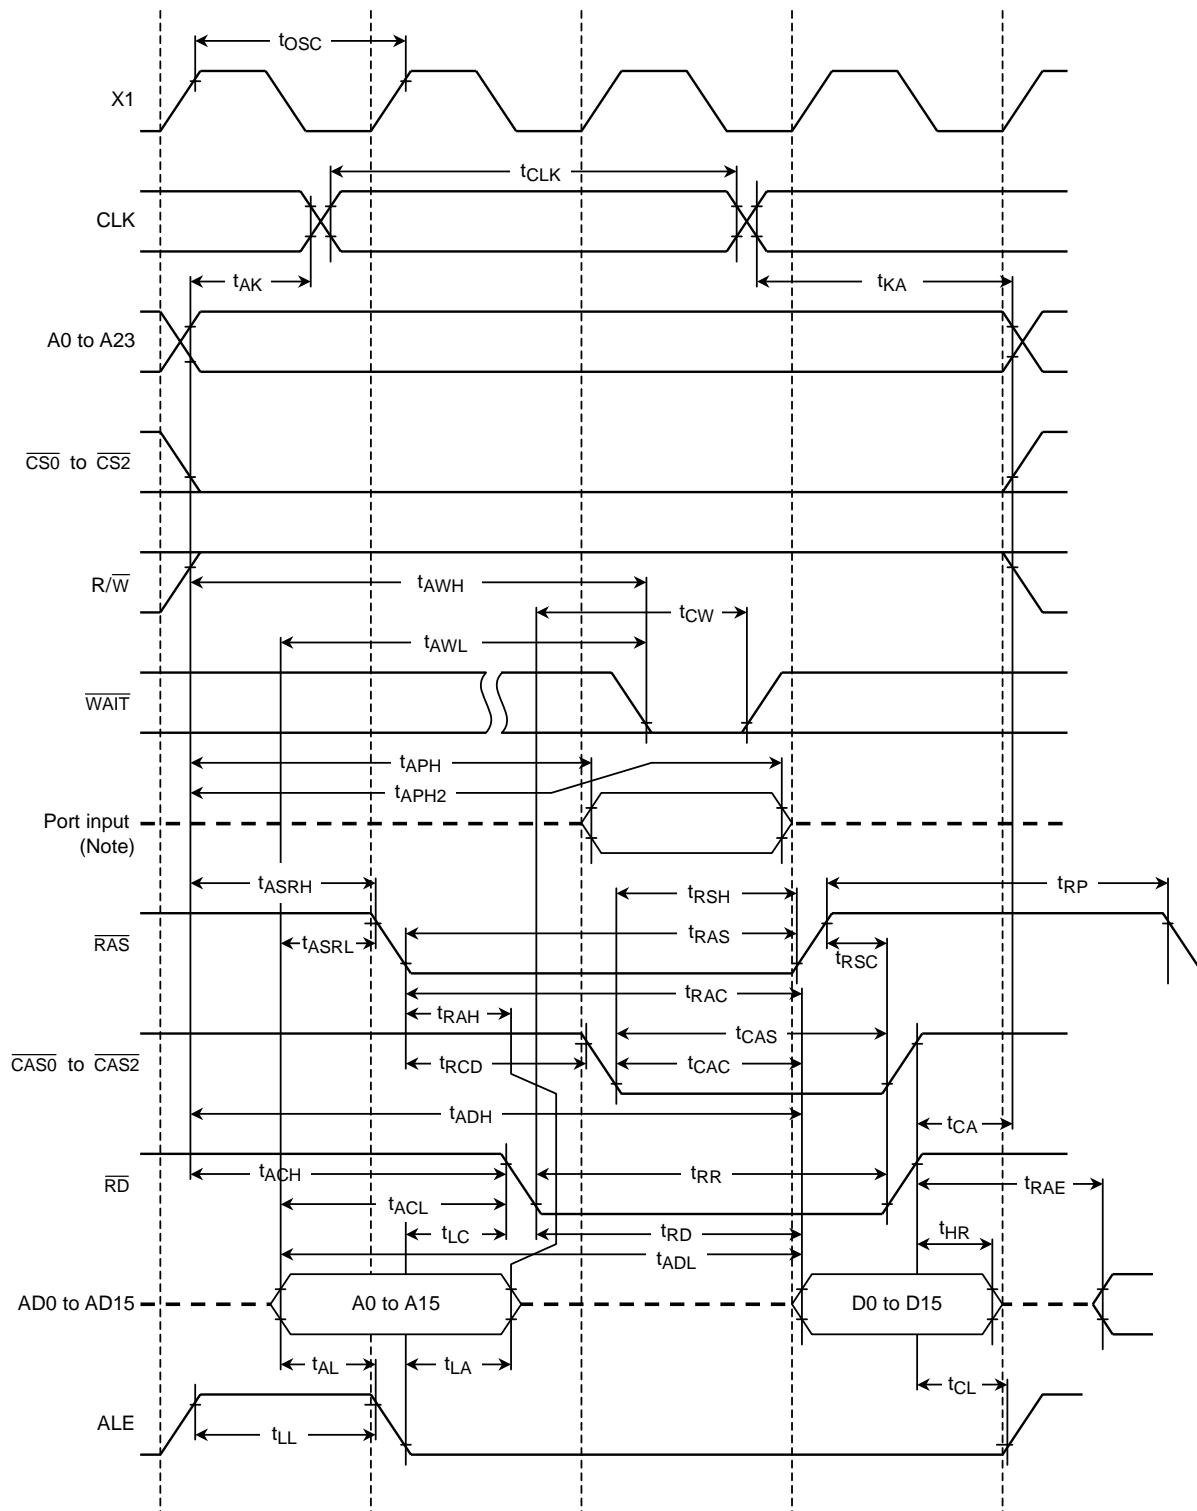 tOSC
X1
tCLK
CLK
tAK
tKA
A0 to A23
CS0 to CS2
R/W
tAWH
tCW
tAWL
WAIT
tAPH
tAPH2
Port input
(Note)
tASRH
tRSH
tRP
RAS
tASRL
tRAS
tRSC
tRAC
tRAH
tCAS
CAS0 to CAS2
tRCD
tCAC
tADH
tCA
RD
tACH
tRR
tRAE
tACL
tLC
tRD
tHR
tADL
AD0 to AD15
A0 to A15
D0 to D15
tAL
tLA
tCL
ALE
tLL